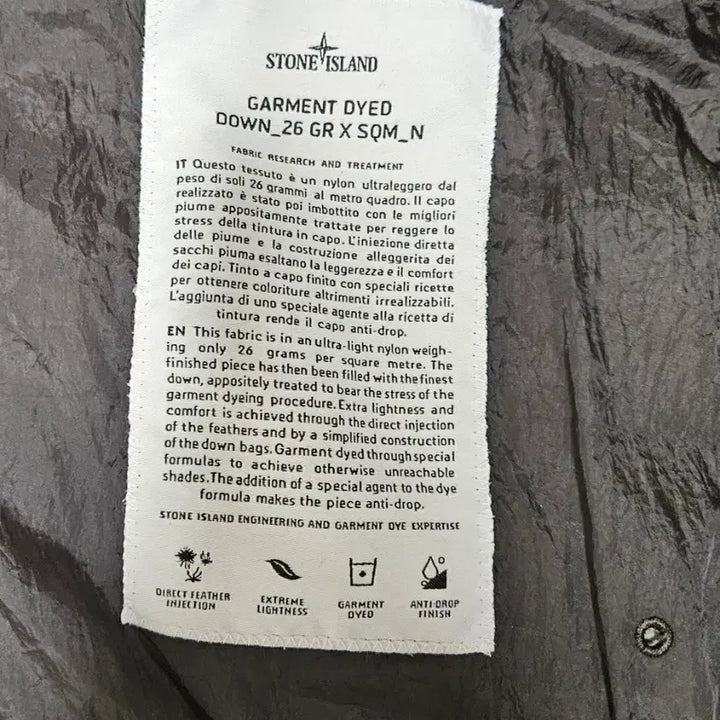 STONE ISLAND
GARMENT DYED
DOWN_26 GR X SQM_N
FABRIC RESEARCH AND TREATMENT
IT Questo tessuto è un nylon ultraleggero dal
peso di soli 26 grammi al metro quadro. Il capo
realizzato è stato poi imbottito con le migliori
piume appositamente trattate per reggere lo
stress della tintura in capo. L'iniezione diretta
delle piume e la costruzione alleggerita dei
sacchi piuma esaltano la leggerezza e il comfort
dei capi. Tinto a capo finito con speciali ricette
per ottenere coloriture altrimenti irrealizzabili.
L'aggiunta di uno speciale agente alla ricetta di
tintura rende il capo anti-drop.
EN This fabric is in an ultra-light nylon weigh-
ing only 26 grams per square metre. The
finished piece has then been filled with the finest
down, appositely treated to bear the stress of the
garment dyeing procedure. Extra lightness and
comfort is achieved through the direct injection
of the feathers and by a simplified construction
of the down bags. Garment dyed through special
formulas to achieve otherwise unreachable
shades. The addition of a special agent to the dye
formula makes the piece anti-drop.
STONE ISLAND ENGINEERING AND GARMENT DYE EXPERTISE
DIRECT FEATHER
INJECTION
EXTREME
LIGHTNESS
GARMENT
DYED
ANTI DROP
FINISH